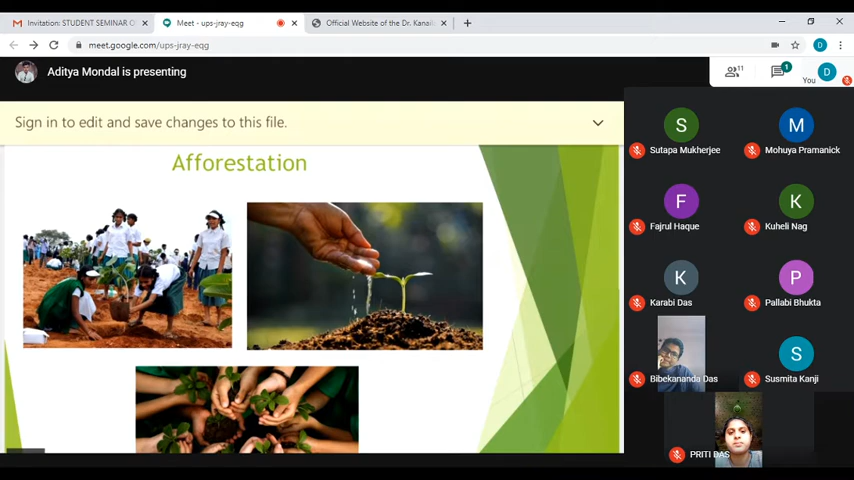 Invitation: STUDENT SEMINAR O
Meet - ups-jray-eqg
Official Website of the Dr. Kanail
meet.google.com/ups-jray-eqg
D
Aditya Mondal is presenting
11
1
You
D
Sign in to edit and save changes to this file.
Afforestation
S
Sutapa Mukherjee
M
Mohuya Pramanick
F
Fajrul Haque
K
Kuheli Nag
K
Karabi Das
P
Pallabi Bhukta
Bibekananda Das
S
Susmita Kanji
PRITI DAS